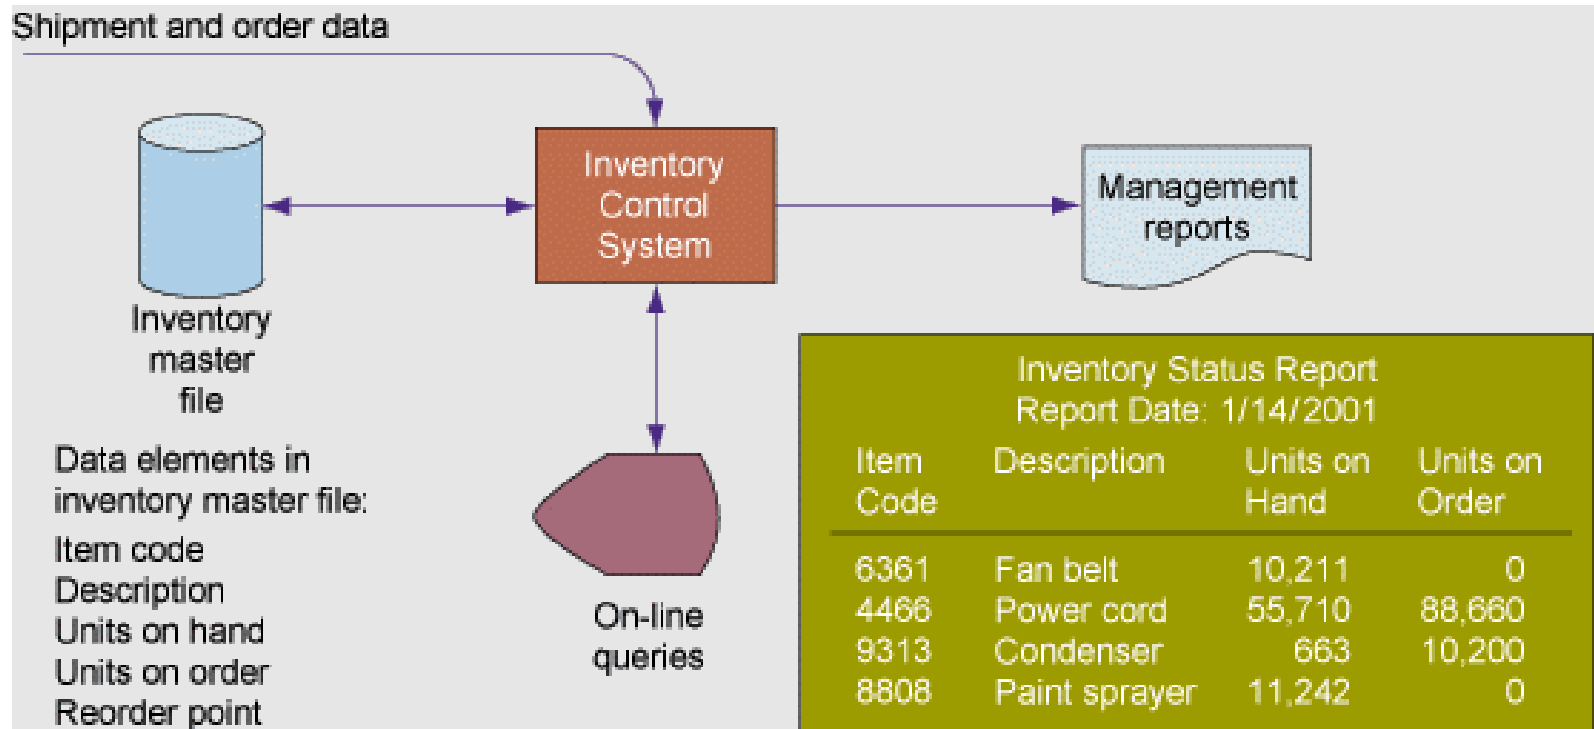 Shipment and order data
Inventory
Control
System
Management
reports
Inventory
master
file
Data elements in
inventory master file:
Item code
Description
Units on hand
Units on order
Reorder point
On-line
queries
Inventory Status Report
Report Date: 1/14/2001
Item Code Description Units on Hand Units on Order
6361 Fan belt 10,211 0
4466 Power cord 55,710 88,660
9313 Condenser 663 10,200
8808 Paint sprayer 11,242 0